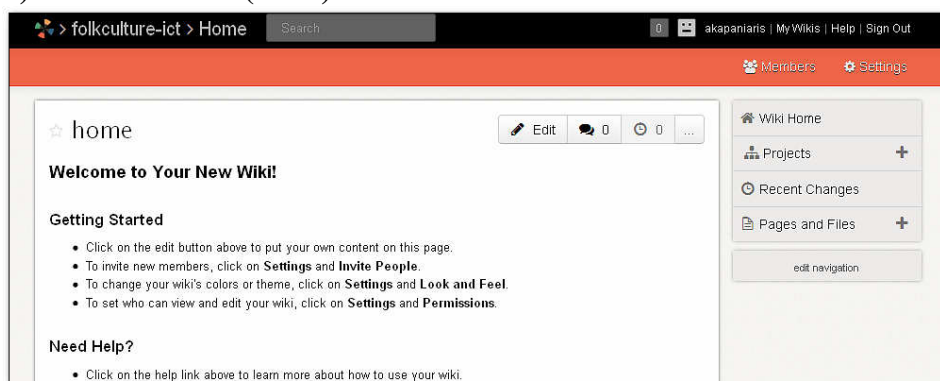 > folkculture-ict > Home Search 0 akapaniaris | My Wikis | Help | Sign Out
Members Settings
home Edit 0 0 ...
Welcome to Your New Wiki!
Getting Started
• Click on the edit button above to put your own content on this page.
• To invite new members, click on Settings and Invite People.
• To change your wiki's colors or theme, click on Settings and Look and Feel.
• To set who can view and edit your wiki, click on Settings and Permissions.
Need Help?
• Click on the help link above to learn more about how to use your wiki.
Wiki Home
Projects +
Recent Changes
Pages and Files +
edit navigation